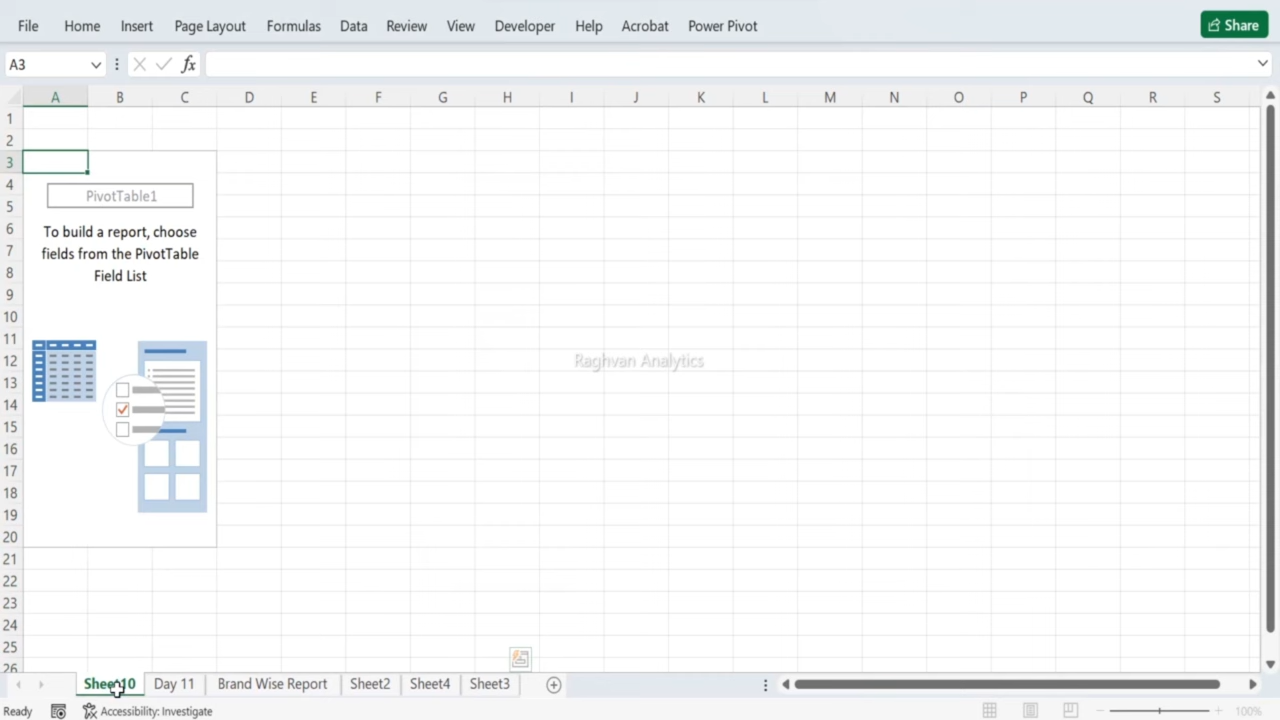 File Home Insert Page Layout Formulas Data Review View Developer Help Acrobat Power Pivot Share
A3 fx
A B C D E F G H I J K L M N O P Q R S
1
2
3
4
PivotTable1
5
6 To build a report, choose
7 fields from the PivotTable
8 Field List
9
10
11
12 Raghvan Analytics
13
14
15
16
17
18
19
20
21
22
23
24
25
26
Sheet10 Day 11 Brand Wise Report Sheet2 Sheet4 Sheet3
Ready Accessibility: Investigate 100%